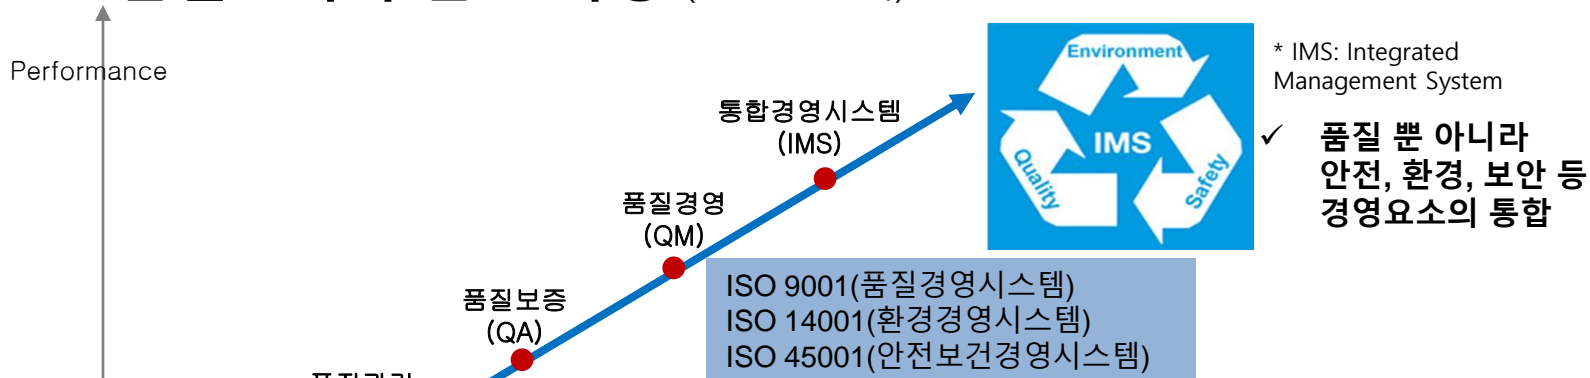 Performance
통합경영시스템
(IMS)
Environment
IMS
Quality
Safety
* IMS: Integrated
Management System
✓ 품질 뿐 아니라
안전, 환경, 보안 등
경영요소의 통합
품질경영
(QM)
품질보증
(QA)
ISO 9001(품질경영시스템)
ISO 14001(환경경영시스템)
ISO 45001(안전보건경영시스템)